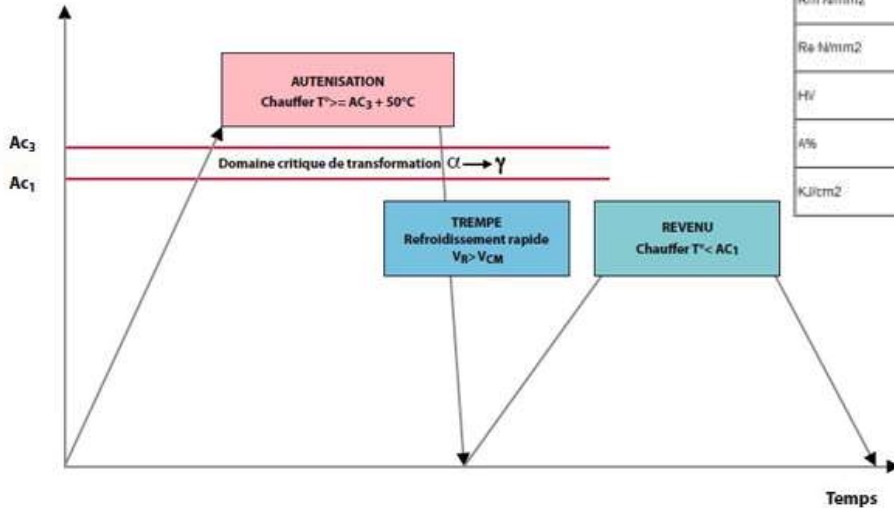 Re N/mm2
HV
A%
KJ/cm2
AUTENISATION
Chauffer T°>= AC₃ + 50°C
Ac₃
Domaine critique de transformation α → γ
Ac₁
TREMPE
Refroidissement rapide
VR> VCM
REVENU
Chauffer T°< AC₁
Temps